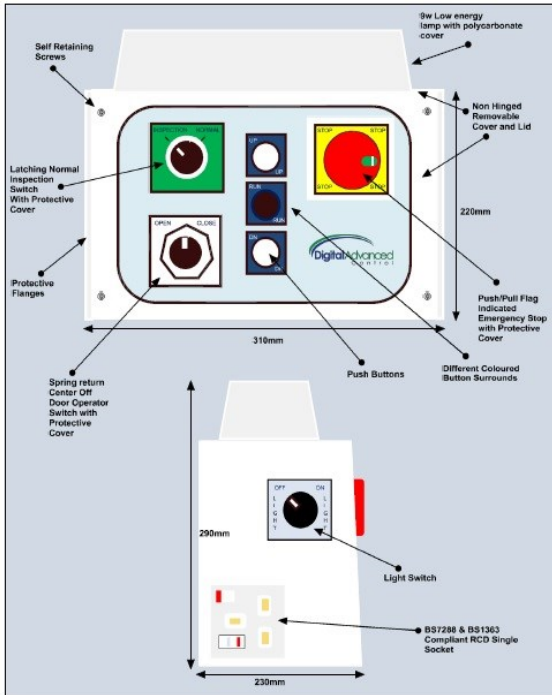 9w Low energy
lamp with polycarbonate
cover
Self Retaining
Screws
Non Hinged
Removable
Cover and Lid
INSPECTION NORMAL
UP
UP
STOP STOP
STOP STOP
Latching Normal
Inspection
Switch
With Protective
Cover
RUN
RUN
220mm
OPEN CLOSE
DN
DN
DigitalAdvanced
Control
Protective
Flanges
Push/Pull Flag
Indicated
Emergency Stop
with Protective
Cover
310mm
Push Buttons
Different Coloured
Button Surrounds
Spring return
Center Off
Door Operator
Switch with
Protective
Cover
OFF ON
LIGHT
LIGHT
290mm
Light Switch
BS7288 & BS1363
Compliant RCD Single
Socket
230mm